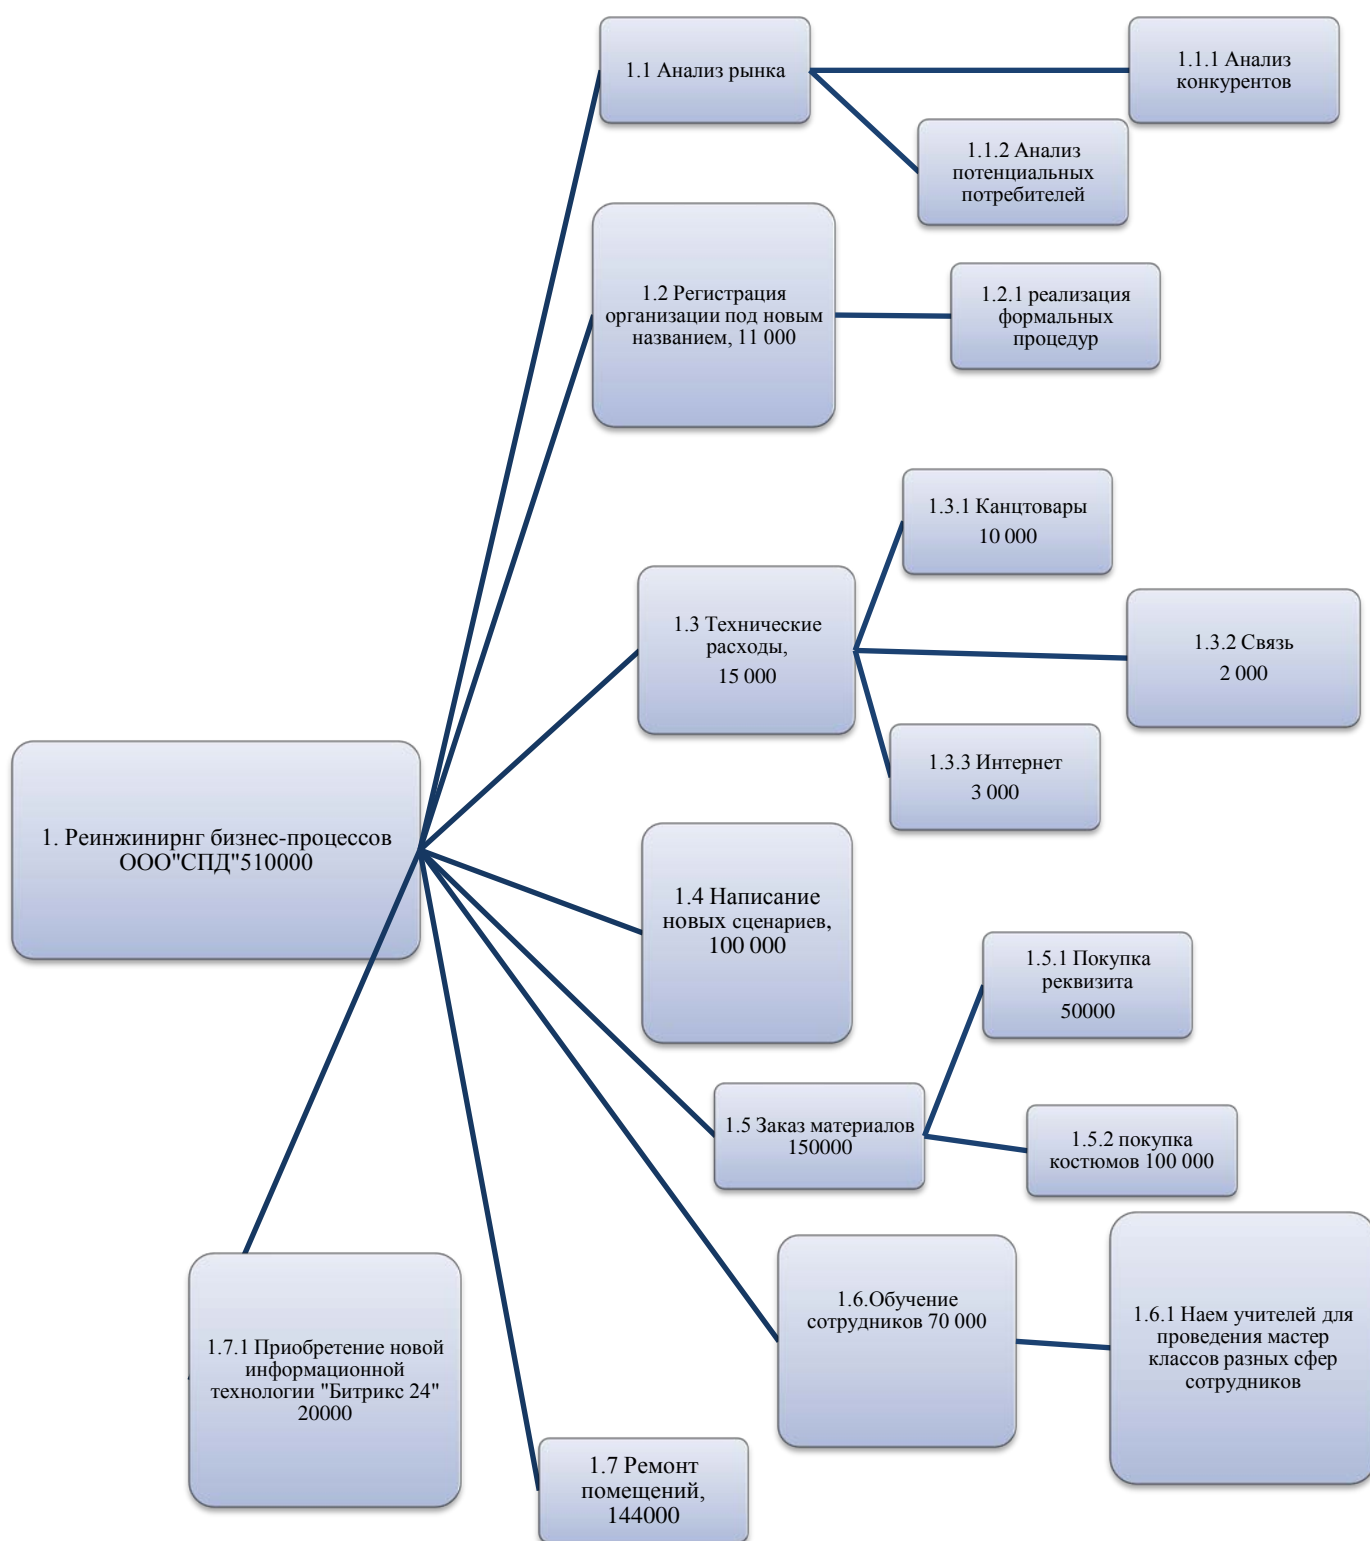 1.1 Анализ рынка
1.1.1 Анализ
конкурентов
1.1.2 Анализ
потенциальных
потребителей
1.2 Регистрация
организации под новым
названием, 11 000
1.2.1 реализация
формальных
процедур
1.3.1 Канцтовары
10 000
1.3 Технические
расходы,
15 000
1.3.2 Связь
2 000
1.3.3 Интернет
3 000
1. Реинжинирнг бизнес-процессов
ООО"СПД"510000
1.4 Написание
новых сценариев,
100 000
1.5.1 Покупка
реквизита
50000
1.5 Заказ материалов
150000
1.5.2 покупка
костюмов 100 000
1.6.Обучение
сотрудников 70 000
1.6.1 Наем учителей для
проведения мастер
классов разных сфер
сотрудников
1.7.1 Приобретение новой
информационной
технологии "Битрикс 24"
20000
1.7 Ремонт
помещений,
144000